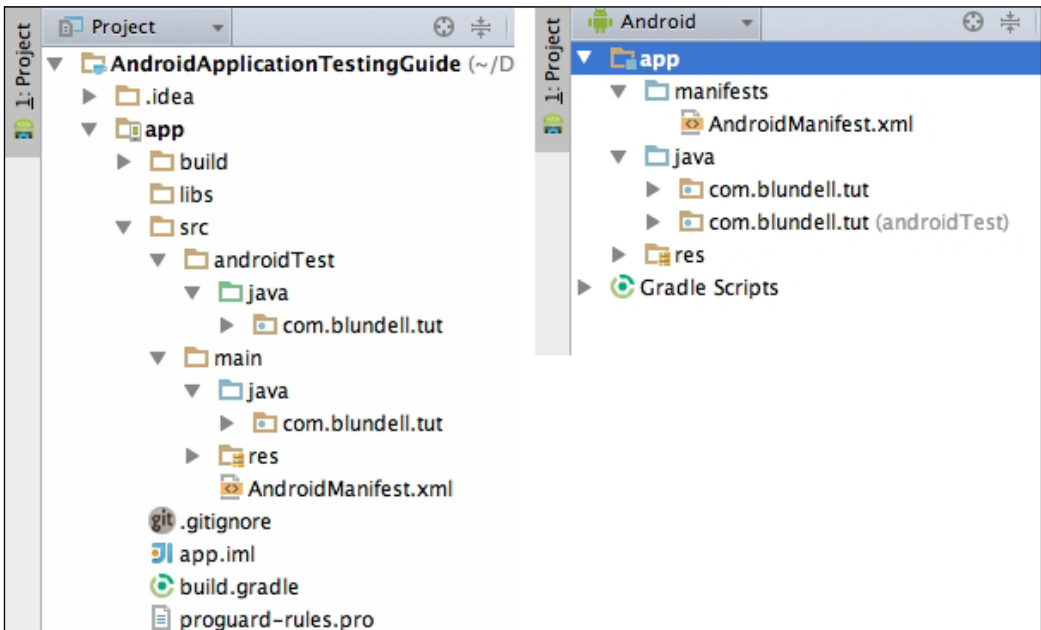 1: Project
Project
AndroidApplicationTestingGuide (~/D
.idea
app
build
libs
src
androidTest
java
com.blundell.tut
main
java
com.blundell.tut
res
AndroidManifest.xml
git .gitignore
app.iml
build.gradle
proguard-rules.pro
1: Project
Android
app
manifests
AndroidManifest.xml
java
com.blundell.tut
com.blundell.tut (androidTest)
res
Gradle Scripts